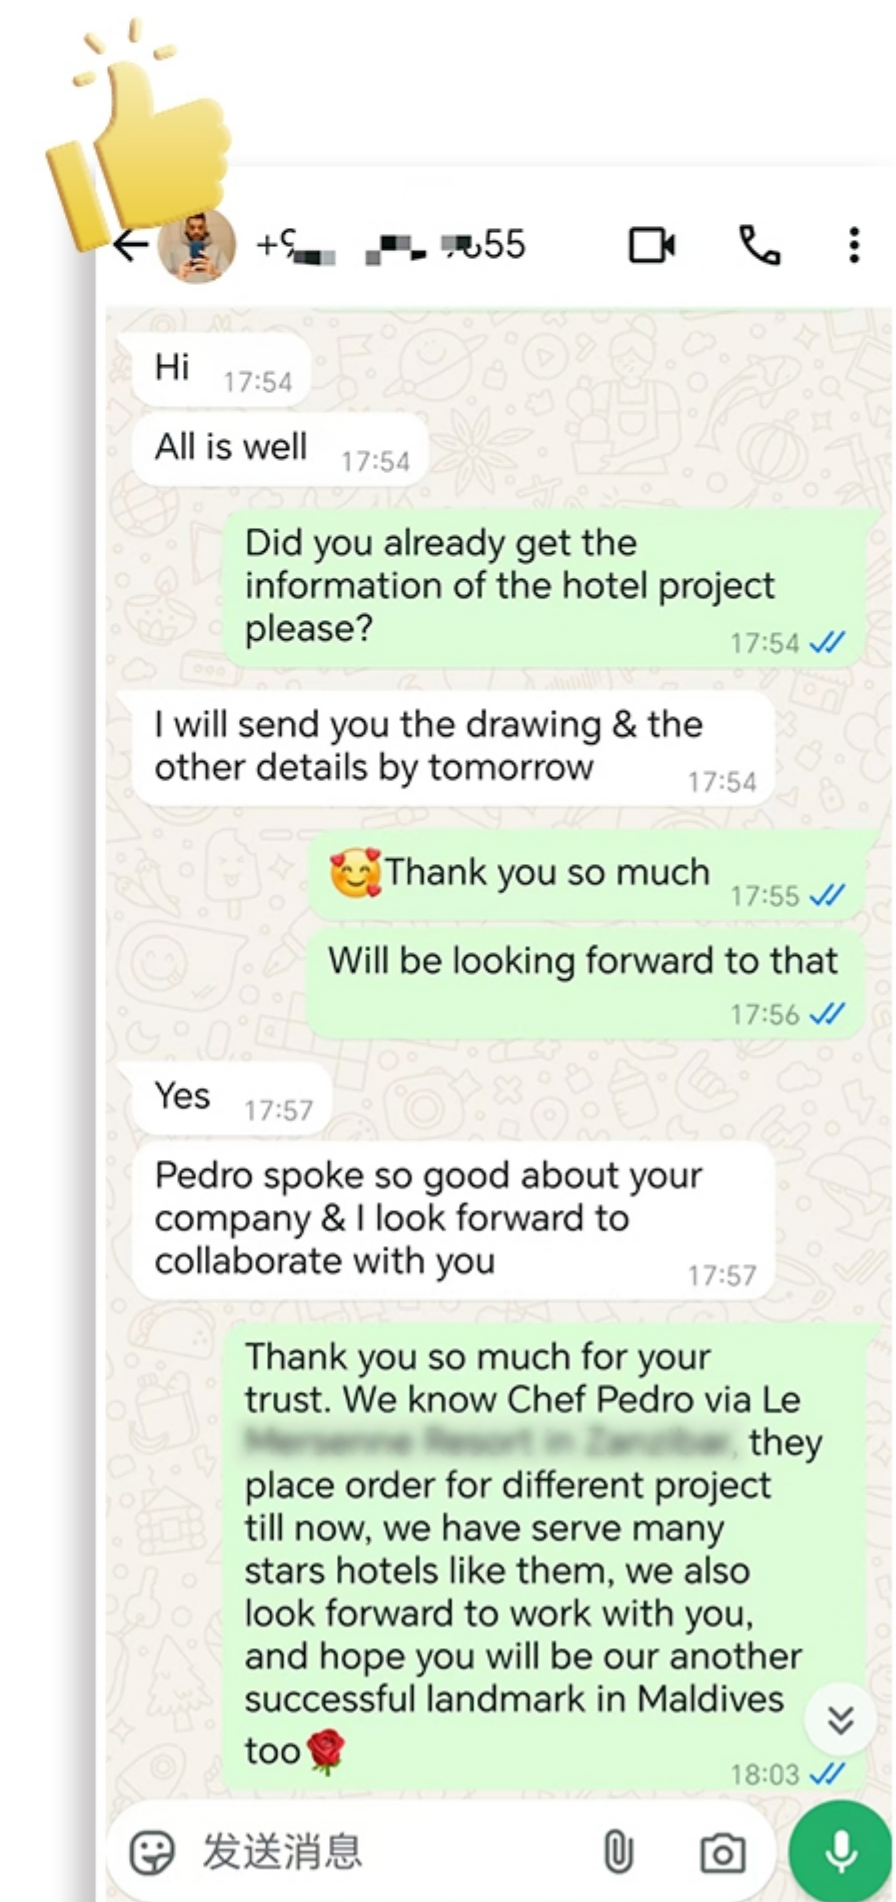 55
Hi
17:54
All is well
17:54
Did you already get the
information of the hotel project
please?
17:54
I will send you the drawing & the
other details by tomorrow
17:54
🥰Thank you so much
17:55
Will be looking forward to that
17:56
Yes
17:57
Pedro spoke so good about your
company & I look forward to
collaborate with you
17:57
Thank you so much for your
trust. We know Chef Pedro via Le
they
place order for different project
till now, we have serve many
stars hotels like them, we also
look forward to work with you,
and hope you will be our another
successful landmark in Maldives
too🌹
18:03
发送消息